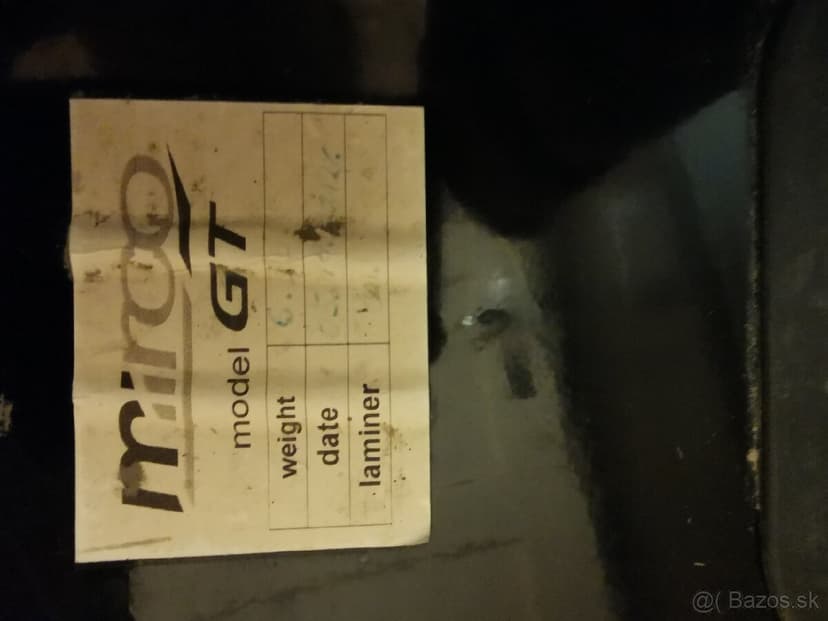 mirco
model GT
weight
date
laminer
@( Bazos.sk